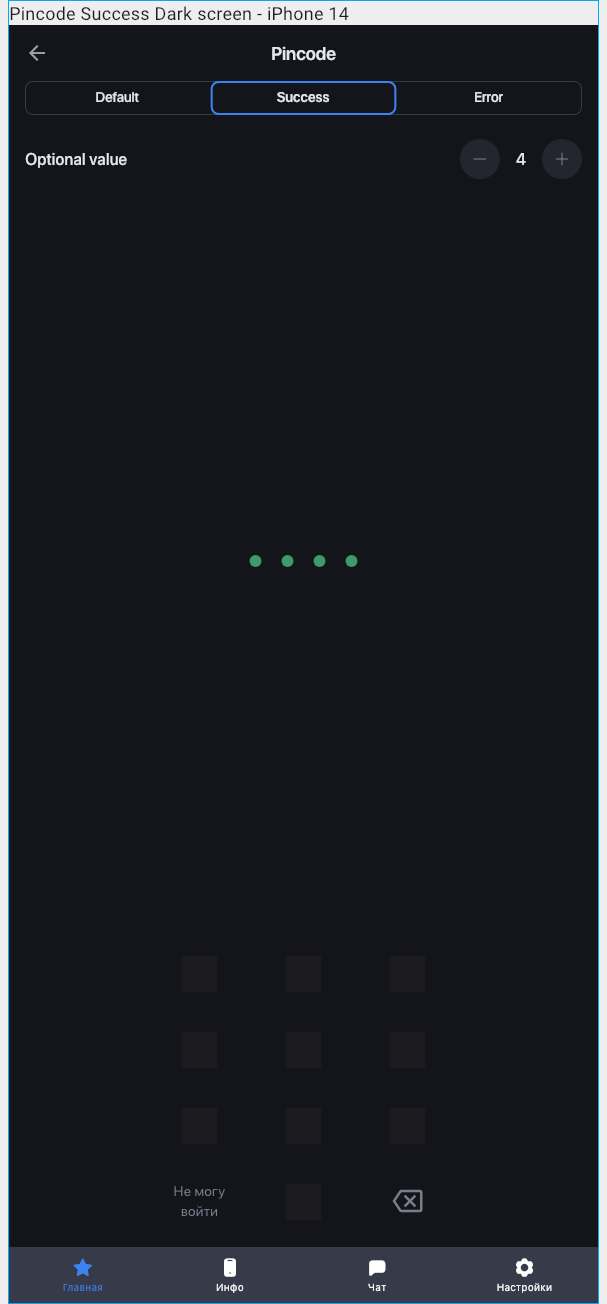 Pincode Success Dark screen - iPhone 14
Pincode
Default
Success
Error
Optional value
4
Не могу
войти
Главная
Инфо
Чат
Настройки